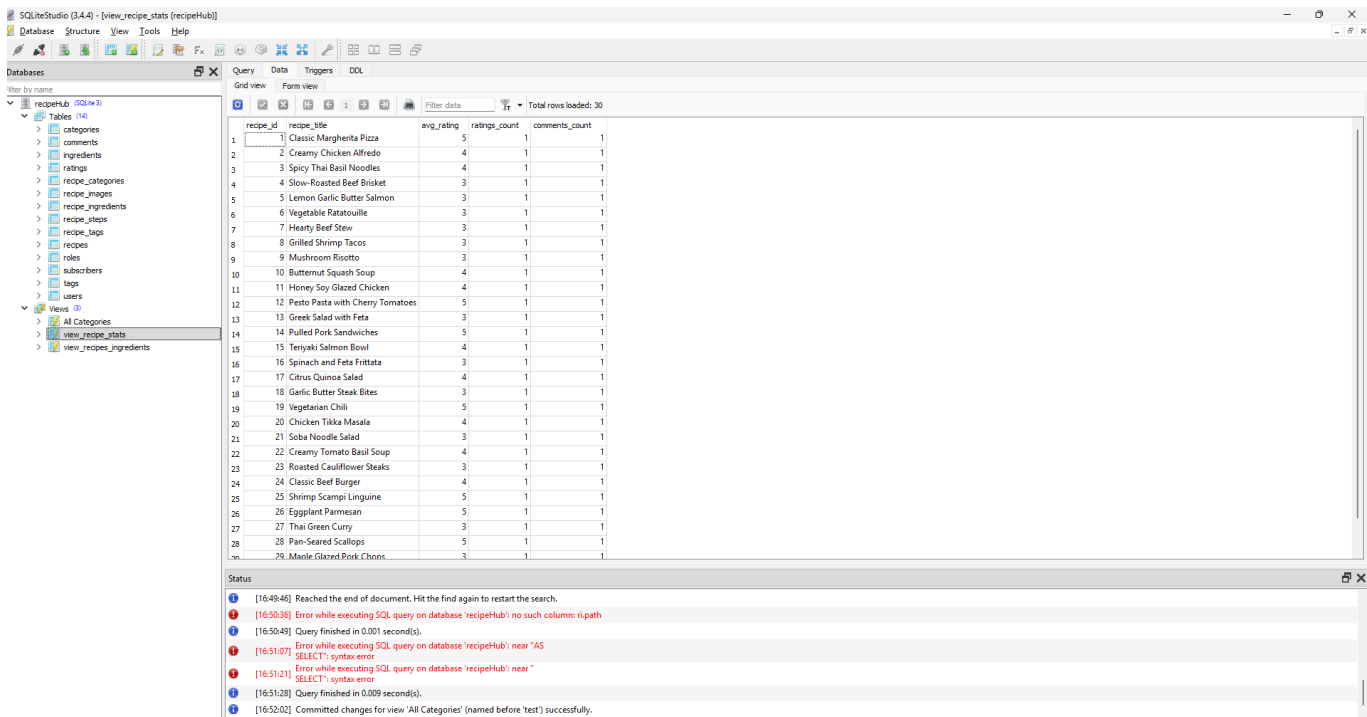 SQLiteStudio (3.4.4) - [view_recipe_stats (recipeHub)]
Database Structure View Tools Help
Databases
Filter by name
recipeHub (SQLite 3)
Tables (14)
categories
comments
ingredients
ratings
recipe_categories
recipe_images
recipe_ingredients
recipe_steps
recipe_tags
recipes
roles
subscribers
tags
users
Views (3)
All Categories
view_recipe_stats
view_recipes_ingredients
Query Data Triggers DDL
Grid view Form view
1 Filter data Total rows loaded: 30
recipe_id recipe_title avg_rating ratings_count comments_count
1 1 Classic Margherita Pizza 5 1 1
2 2 Creamy Chicken Alfredo 4 1 1
3 3 Spicy Thai Basil Noodles 4 1 1
4 4 Slow-Roasted Beef Brisket 3 1 1
5 5 Lemon Garlic Butter Salmon 3 1 1
6 6 Vegetable Ratatouille 3 1 1
7 7 Hearty Beef Stew 3 1 1
8 8 Grilled Shrimp Tacos 3 1 1
9 9 Mushroom Risotto 3 1 1
10 10 Butternut Squash Soup 4 1 1
11 11 Honey Soy Glazed Chicken 4 1 1
12 12 Pesto Pasta with Cherry Tomatoes 5 1 1
13 13 Greek Salad with Feta 3 1 1
14 14 Pulled Pork Sandwiches 5 1 1
15 15 Teriyaki Salmon Bowl 4 1 1
16 16 Spinach and Feta Frittata 3 1 1
17 17 Citrus Quinoa Salad 4 1 1
18 18 Garlic Butter Steak Bites 3 1 1
19 19 Vegetarian Chili 5 1 1
20 20 Chicken Tikka Masala 4 1 1
21 21 Soba Noodle Salad 3 1 1
22 22 Creamy Tomato Basil Soup 4 1 1
23 23 Roasted Cauliflower Steaks 3 1 1
24 24 Classic Beef Burger 4 1 1
25 25 Shrimp Scampi Linguine 5 1 1
26 26 Eggplant Parmesan 5 1 1
27 27 Thai Green Curry 3 1 1
28 28 Pan-Seared Scallops 5 1 1
29 29 Maple Glazed Pork Chops 3 1 1
Status
[16:49:46] Reached the end of document. Hit the find again to restart the search.
[16:50:36] Error while executing SQL query on database 'recipeHub': no such column: ri.path
[16:50:49] Query finished in 0.001 second(s).
[16:51:07] Error while executing SQL query on database 'recipeHub': near "AS
SELECT": syntax error
[16:51:21] Error while executing SQL query on database 'recipeHub': near "
SELECT": syntax error
[16:51:28] Query finished in 0.009 second(s).
[16:52:02] Committed changes for view 'All Categories' (named before 'test') successfully.